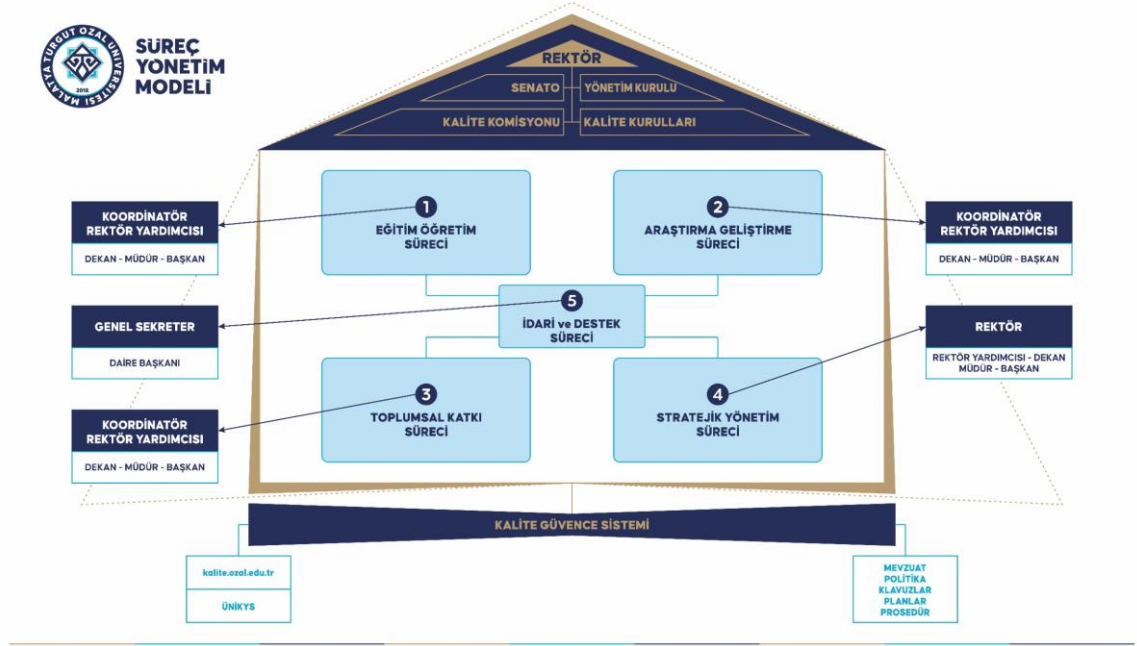 MALATYA TURGUT ÖZAL ÜNİVERSİTESİ
2018
SÜREÇ
YÖNETİM
MODELİ
REKTÖR
SENATO
YÖNETİM KURULU
KALİTE KOMİSYONU
KALİTE KURULLARI
1
EĞİTİM ÖĞRETİM
SÜRECİ
2
ARAŞTIRMA GELİŞTİRME
SÜRECİ
KOORDİNATÖR
REKTÖR YARDIMCISI
DEKAN - MÜDÜR - BAŞKAN
KOORDİNATÖR
REKTÖR YARDIMCISI
DEKAN - MÜDÜR - BAŞKAN
5
İDARİ ve DESTEK
SÜRECİ
GENEL SEKRETER
DAİRE BAŞKANI
REKTÖR
REKTÖR YARDIMCISI - DEKAN
MÜDÜR - BAŞKAN
3
TOPLUMSAL KATKI
SÜRECİ
4
STRATEJİK YÖNETİM
SÜRECİ
KOORDİNATÖR
REKTÖR YARDIMCISI
DEKAN - MÜDÜR - BAŞKAN
KALİTE GÜVENCE SİSTEMİ
kalite.ozal.edu.tr
ÜNİKYS
MEVZUAT
POLİTİKA
KLAVUZLAR
PLANLAR
PROSEDÜR